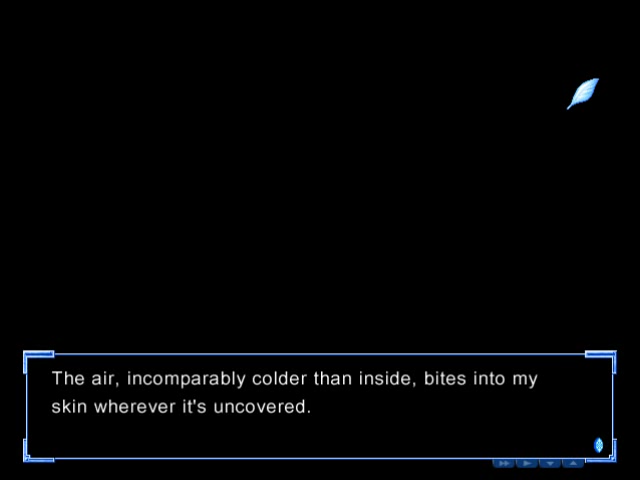 The air, incomparably colder than inside, bites into my
skin wherever it's uncovered.